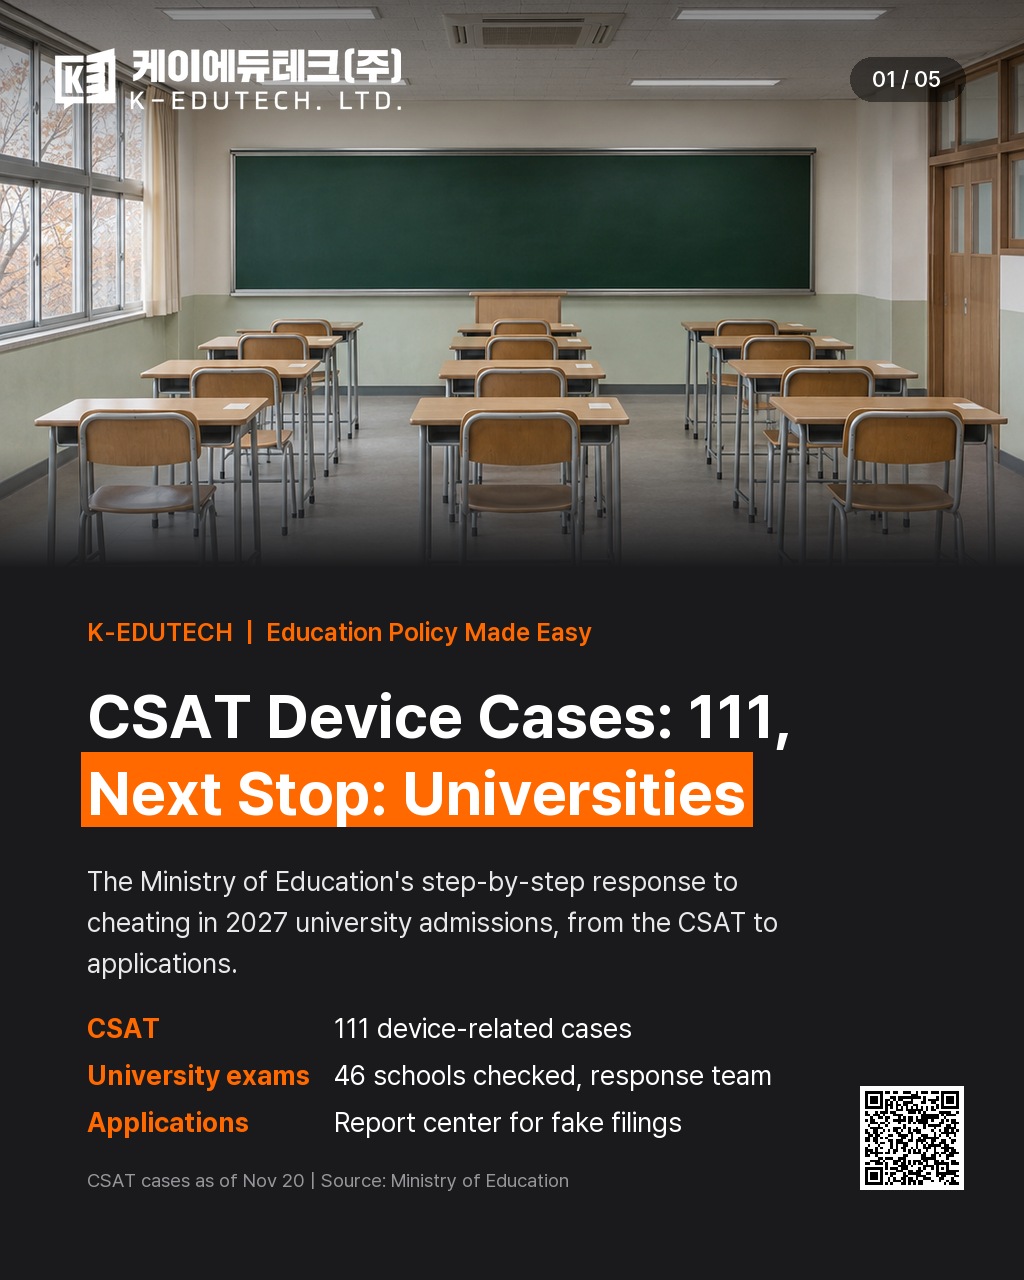 케이에듀테크(주)
K-EDUTECH. LTD.
01 / 05
K-EDUTECH | Education Policy Made Easy
CSAT Device Cases: 111,
Next Stop: Universities
The Ministry of Education's step-by-step response to
cheating in 2027 university admissions, from the CSAT to
applications.
CSAT 111 device-related cases
University exams 46 schools checked, response team
Applications Report center for fake filings
CSAT cases as of Nov 20 | Source: Ministry of Education